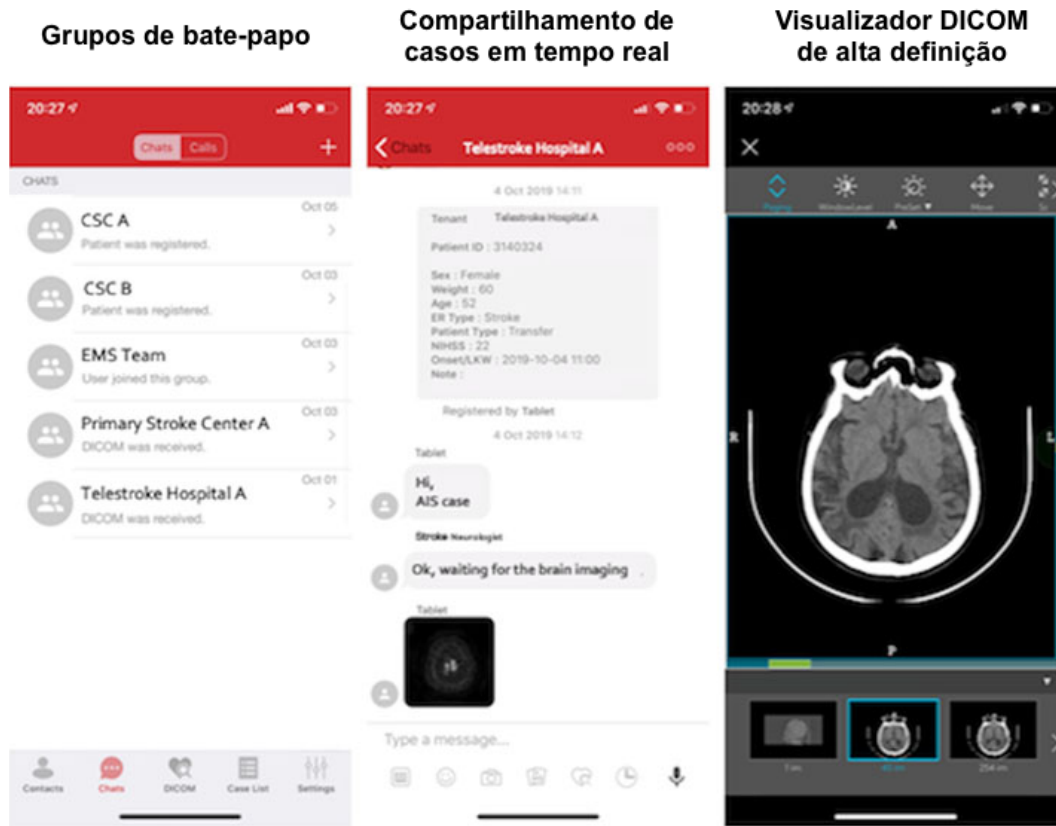 Grupos de bate-papo
Compartilhamento de
casos em tempo real
Visualizador DICOM
de alta definição
20:27
Chats Calls +
CHATS
CSC A Oct 05
Patient was registered.
CSC B Oct 03
Patient was registered.
EMS Team Oct 03
User joined this group.
Primary Stroke Center A Oct 03
DICOM was received.
Telestroke Hospital A Oct 01
DICOM was received.
Contacts Chats DICOM Case List Settings
20:27
Chats Telestroke Hospital A
4 Oct 2019 14:11
Tenant Telestroke Hospital A
Patient ID : 3140324
Sex : Female
Weight : 60
Age : 52
ER Type : Stroke
Patient Type : Transfer
NIHSS : 22
Onset/LKW : 2019-10-04 11:00
Note :
Registered by Tablet
4 Oct 2019 14:12
Tablet
Hi,
AIS case
Stroke Neurologist
Ok, waiting for the brain imaging
Tablet
Type a message...
20:28
Paging WindowLevel PreSet Move Sc
A
R L
P
1 im 254 im